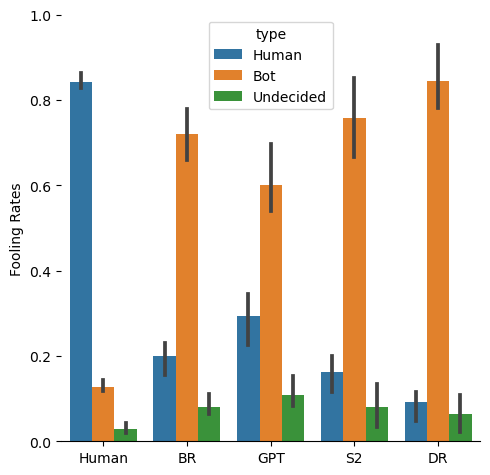 type
Human
Bot
Undecided
Fooling Rates
1.0
0.8
0.6
0.4
0.2
0.0
Human BR GPT S2 DR